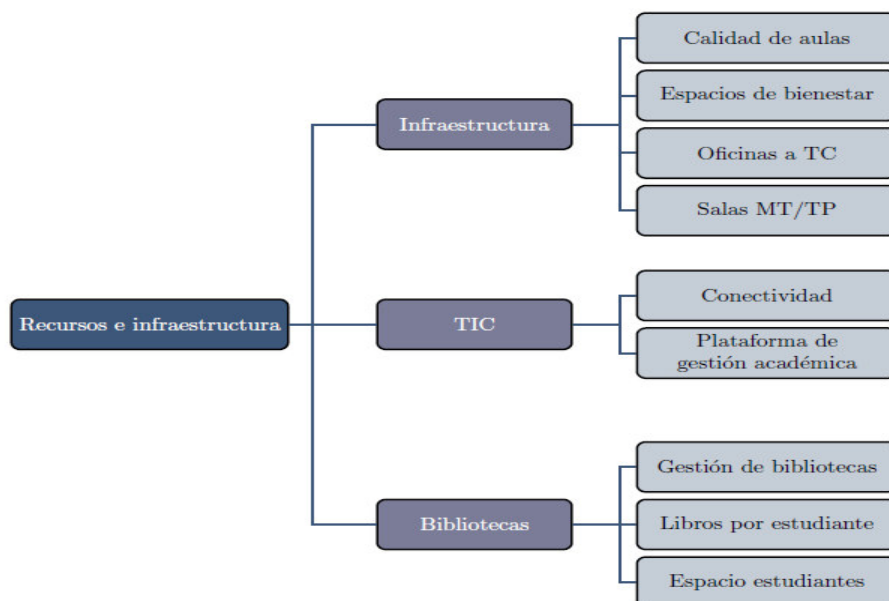 Recursos e infraestructura
Infraestructura
Calidad de aulas
Espacios de bienestar
Oficinas a TC
Salas MT/TP
TIC
Conectividad
Plataforma de
gestión académica
Bibliotecas
Gestión de bibliotecas
Libros por estudiante
Espacio estudiantes